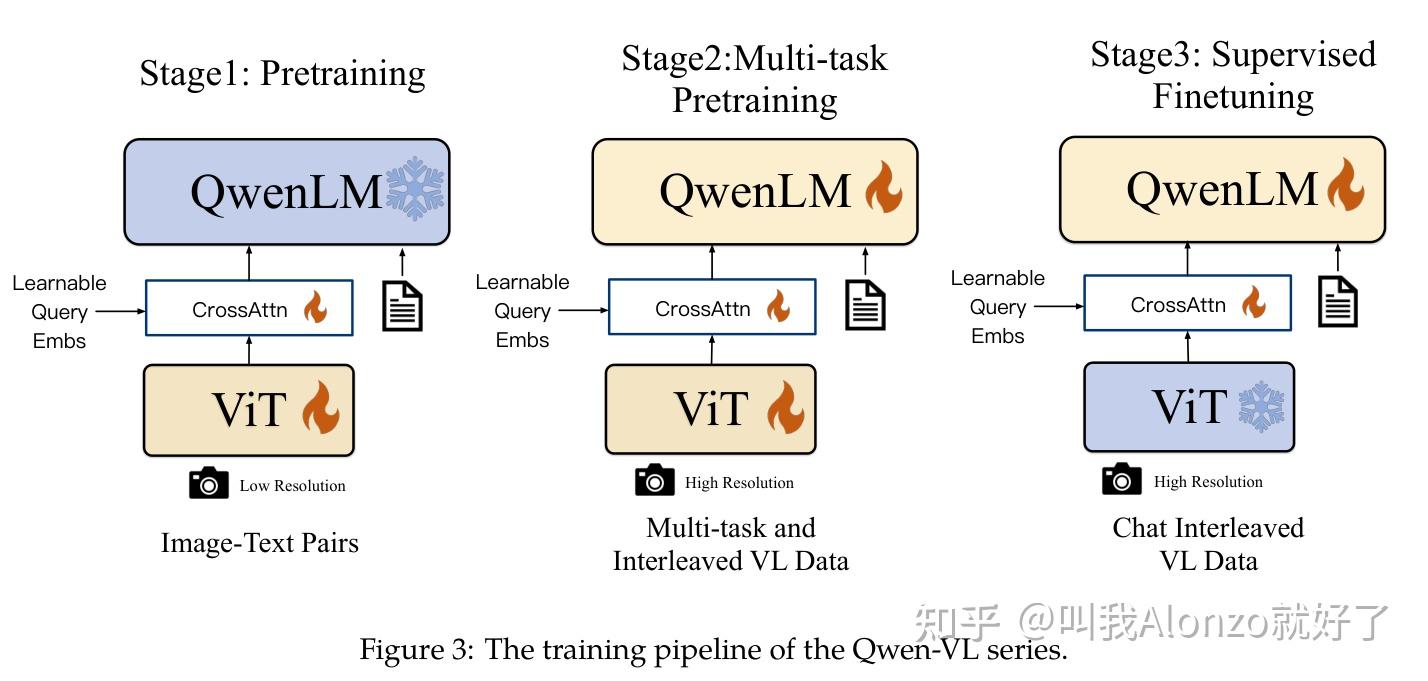 Stage1: Pretraining
QwenLM
Learnable
Query
Embs
CrossAttn
ViT
Low Resolution
Image-Text Pairs
Stage2:Multi-task
Pretraining
QwenLM
Learnable
Query
Embs
CrossAttn
ViT
High Resolution
Multi-task and
Interleaved VL Data
Stage3: Supervised
Finetuning
QwenLM
Learnable
Query
Embs
CrossAttn
ViT
High Resolution
Chat Interleaved
VL Data
知乎 @叫我Alonzo就好了
Figure 3: The training pipeline of the Qwen-VL series.